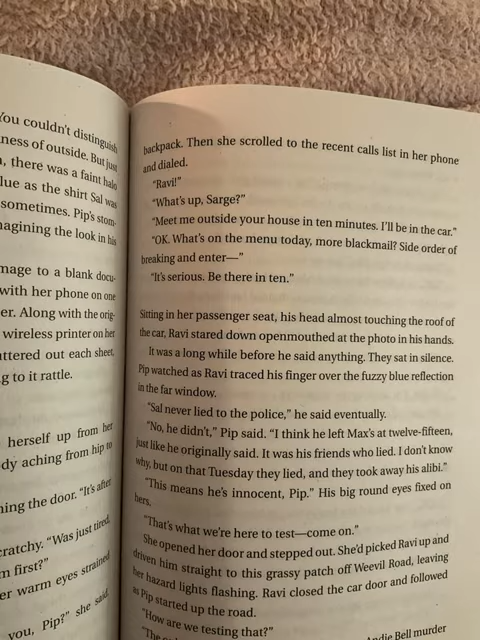 You couldn't distinguish
ness of outside. But just
there was a faint halo
lue as the shirt Sal was
sometimes. Pip's stom-
magining the look in his
mage to a blank docu-
with her phone on one
er. Along with the orig-
wireless printer on her
uttered out each sheet,
g to it rattle.
herself up from her
dy aching from hip to
ning the door. "It's after
cratchy. "Was just tired,
m first?"
er warm eyes strained
you, Pip?" she said,
backpack. Then she scrolled to the recent calls list in her phone
and dialed.
"Ravi!"
"What's up, Sarge?"
"Meet me outside your house in ten minutes. I'll be in the car."
"OK. What's on the menu today, more blackmail? Side order of
breaking and enter—"
"It's serious. Be there in ten."
Sitting in her passenger seat, his head almost touching the roof of
the car, Ravi stared down openmouthed at the photo in his hands.
It was a long while before he said anything. They sat in silence.
Pip watched as Ravi traced his finger over the fuzzy blue reflection
in the far window.
"Sal never lied to the police," he said eventually.
"No, he didn't," Pip said. "I think he left Max's at twelve-fifteen,
just like he originally said. It was his friends who lied. I don't know
why, but on that Tuesday they lied, and they took away his alibi."
"This means he's innocent, Pip." His big round eyes fixed on
hers.
"That's what we're here to test—come on."
She opened her door and stepped out. She'd picked Ravi up and
driven him straight to this grassy patch off Weevil Road, leaving
her hazard lights flashing. Ravi closed the car door and followed
as Pip started up the road.
"How are we testing that?"
Andie Bell murder